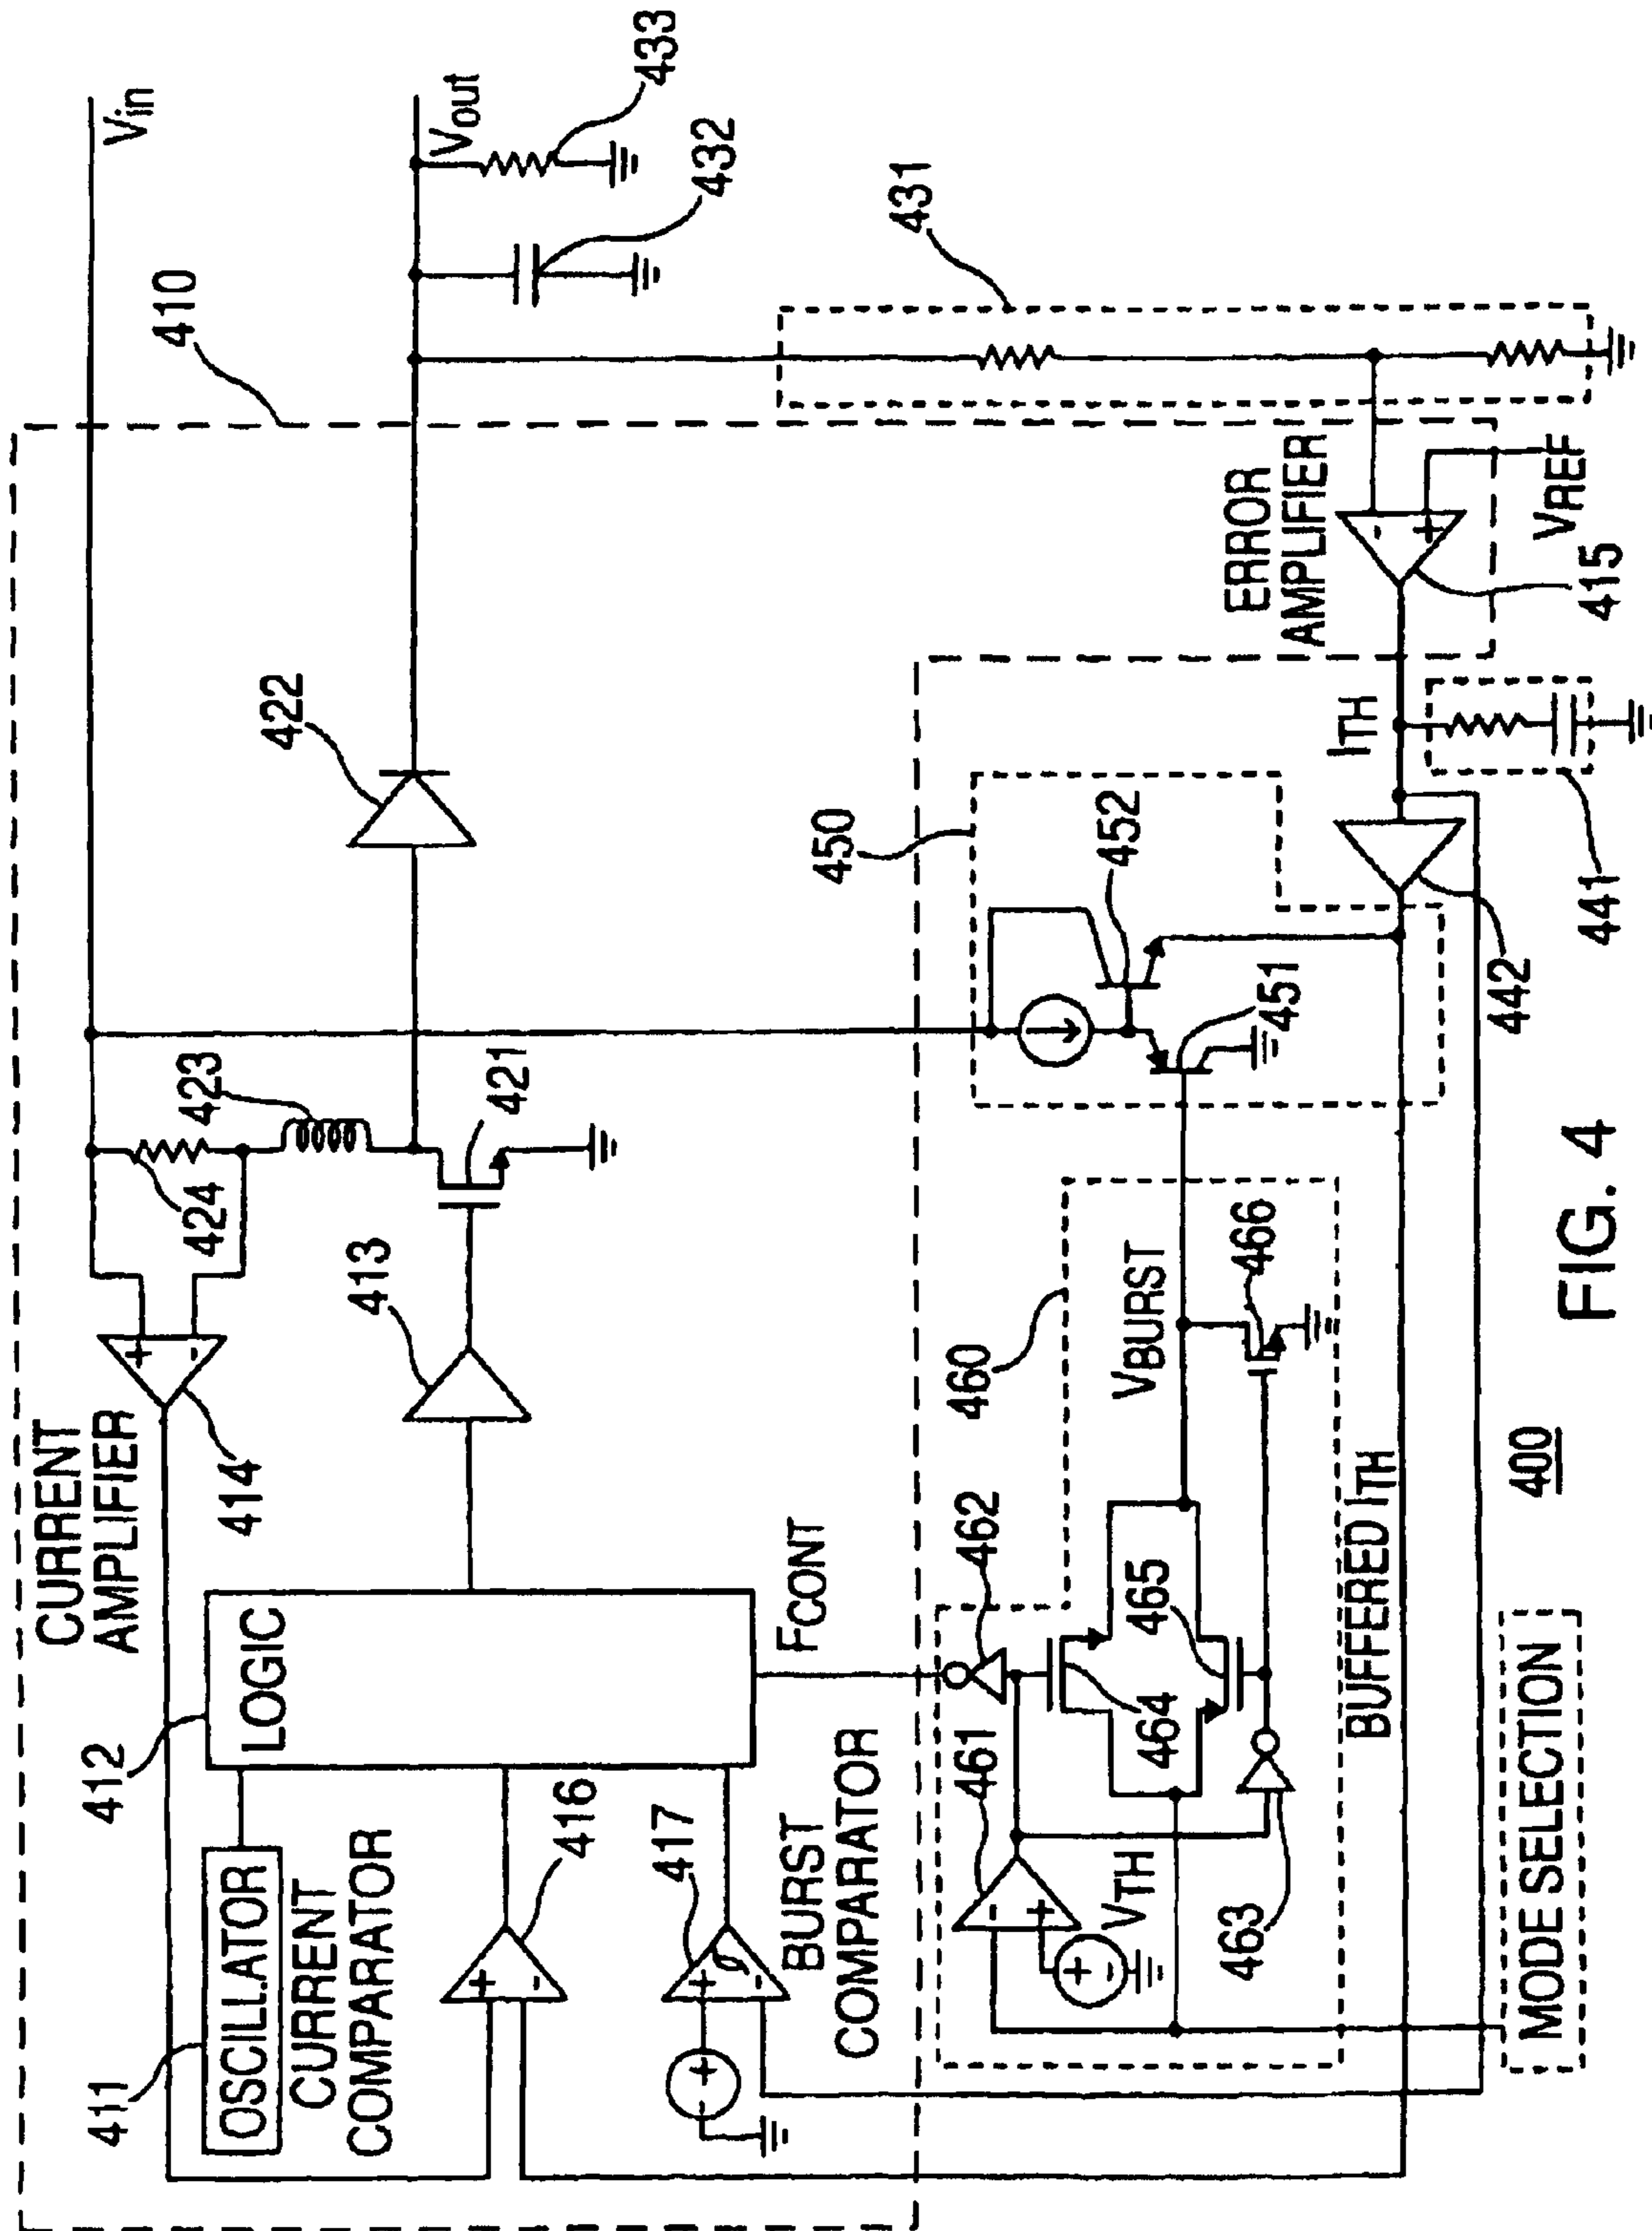 Vin
Vout
433
432
431
410
422
423
424
421
413
CURRENT
AMPLIFIER
414
LOGIC
412
OSCILLATOR
411
CURRENT
COMPARATOR
416
417
BURST
COMPARATOR
FCONT
+
-
+
-
+
-
+
-
ERROR
AMPLIFIER
-
+
VREF
415
ITH
441
442
450
452
451
460
VBURST
466
462
465
464
461
-
+
VTH
+
-
463
BUFFERED ITH
MODE SELECTION
400
FIG. 4